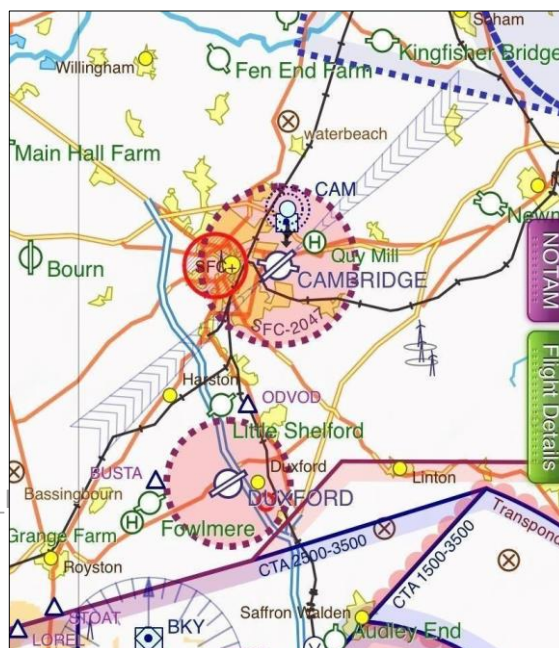 Soham
Kingfisher Bridge
Willingham
Fen End Farm
waterbeach
Main Hall Farm
CAM
Quy Mill
Bourn
SFC+
CAMBRIDGE
SFC-2047
NOTAM
Flight Details
Harston
ODVOD
Little Shelford
BUSTA
Duxford
DUXFORD
Linton
Bassingbourn
Fowlmere
Grange Farm
CTA 2500-3500
CTA 1500-3500
Royston
STOAT
LOREL
BKY
Saffron Walden
Audley End